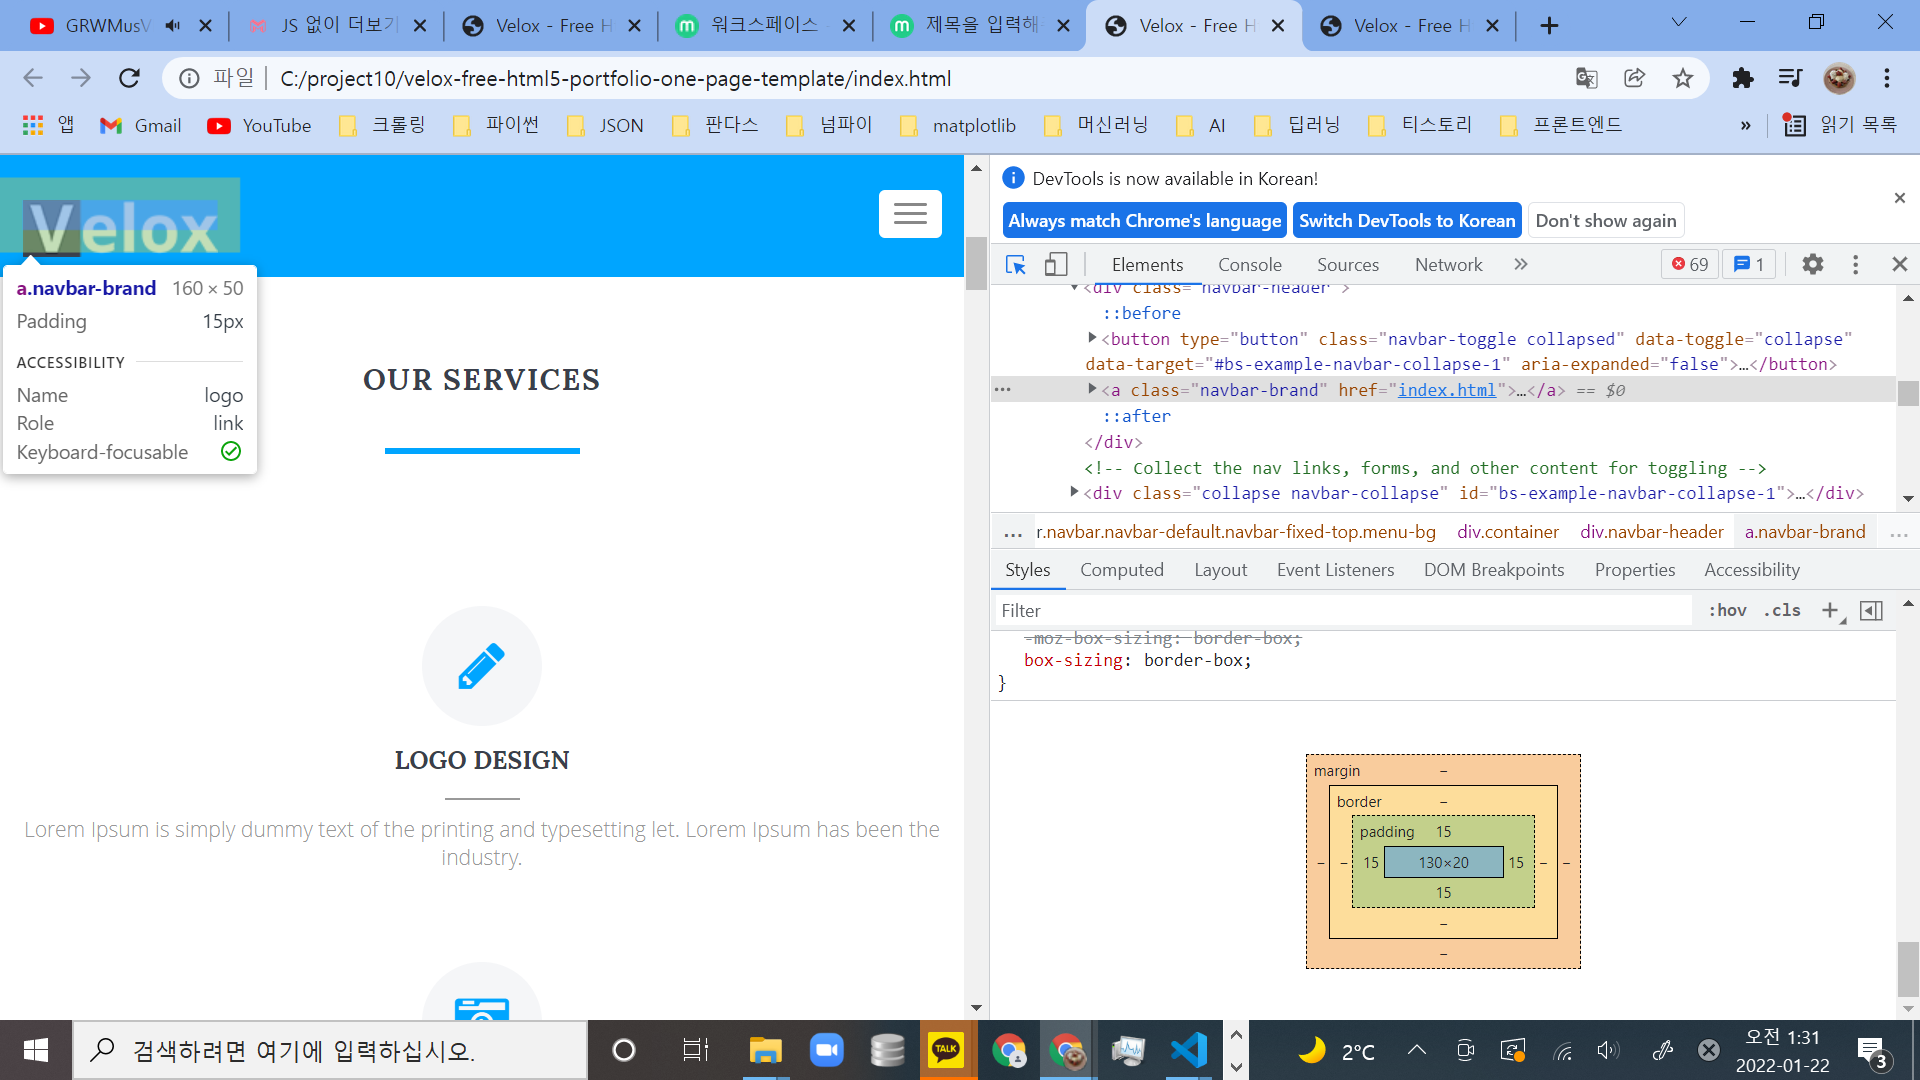 GRWMusV
JS 없이 더보기
Velox - Free H
워크스페이스 -
제목을 입력해
Velox - Free H
Velox - Free H
파일
C:/project10/velox-free-html5-portfolio-one-page-template/index.html
앱
Gmail
YouTube
크롤링
파이썬
JSON
판다스
넘파이
matplotlib
머신러닝
AI
딥러닝
티스토리
프론트엔드
»
읽기 목록
Velox
a.navbar-brand 160 × 50
Padding 15px
ACCESSIBILITY
Name logo
Role link
Keyboard-focusable
OUR SERVICES
LOGO DESIGN
Lorem Ipsum is simply dummy text of the printing and typesetting let. Lorem Ipsum has been the
industry.
DevTools is now available in Korean!
Always match Chrome's language
Switch DevTools to Korean
Don't show again
Elements Console Sources Network » 69 1
<div class="navbar-header">
::before
<button type="button" class="navbar-toggle collapsed" data-toggle="collapse"
data-target="#bs-example-navbar-collapse-1" aria-expanded="false">…</button>
<a class="navbar-brand" href="index.html">…</a> == $0
::after
</div>
<!-- Collect the nav links, forms, and other content for toggling -->
<div class="collapse navbar-collapse" id="bs-example-navbar-collapse-1">…</div>
... r.navbar.navbar-default.navbar-fixed-top.menu-bg div.container div.navbar-header a.navbar-brand ...
Styles Computed Layout Event Listeners DOM Breakpoints Properties Accessibility
Filter :hov .cls +
-moz-box-sizing: border-box;
box-sizing: border-box;
}
margin –
border –
padding 15
– – 15 130×20 15 – –
15
–
–
검색하려면 여기에 입력하십시오.
TALK
2°C
오전 1:31
2022-01-22
3